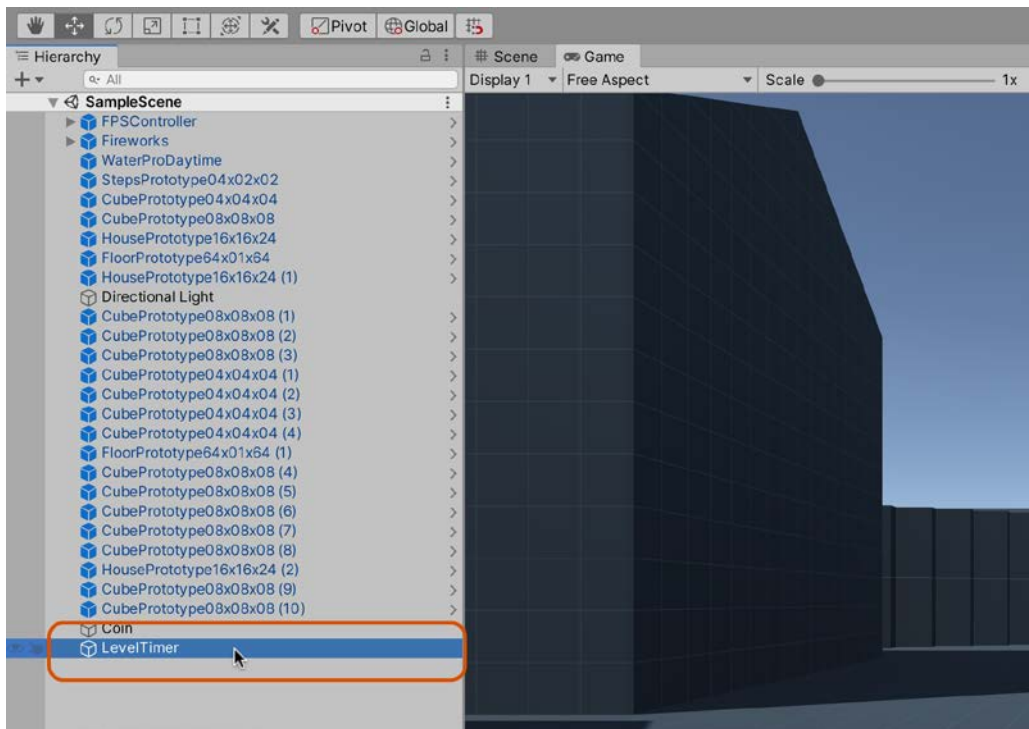 Pivot Global
Hierarchy
# Scene Game
All
Display 1 Free Aspect Scale 1x
SampleScene
FPSController
Fireworks
WaterProDaytime
StepsPrototype04x02x02
CubePrototype04x04x04
CubePrototype08x08x08
HousePrototype16x16x24
FloorPrototype64x01x64
HousePrototype16x16x24 (1)
Directional Light
CubePrototype08x08x08 (1)
CubePrototype08x08x08 (2)
CubePrototype08x08x08 (3)
CubePrototype04x04x04 (1)
CubePrototype04x04x04 (2)
CubePrototype04x04x04 (3)
CubePrototype04x04x04 (4)
FloorPrototype64x01x64 (1)
CubePrototype08x08x08 (4)
CubePrototype08x08x08 (5)
CubePrototype08x08x08 (6)
CubePrototype08x08x08 (7)
CubePrototype08x08x08 (8)
HousePrototype16x16x24 (2)
CubePrototype08x08x08 (9)
CubePrototype08x08x08 (10)
Coin
LevelTimer